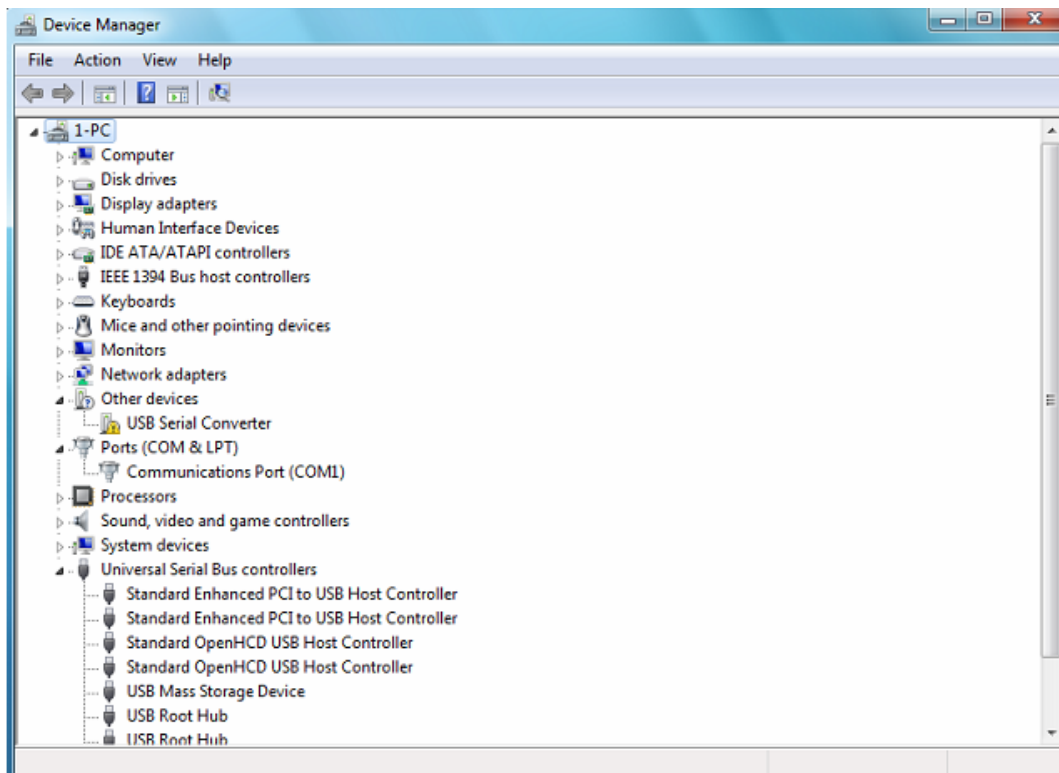 Device Manager
File Action View Help
1-PC
Computer
Disk drives
Display adapters
Human Interface Devices
IDE ATA/ATAPI controllers
IEEE 1394 Bus host controllers
Keyboards
Mice and other pointing devices
Monitors
Network adapters
Other devices
USB Serial Converter
Ports (COM & LPT)
Communications Port (COM1)
Processors
Sound, video and game controllers
System devices
Universal Serial Bus controllers
Standard Enhanced PCI to USB Host Controller
Standard Enhanced PCI to USB Host Controller
Standard OpenHCD USB Host Controller
Standard OpenHCD USB Host Controller
USB Mass Storage Device
USB Root Hub
USB Root Hub